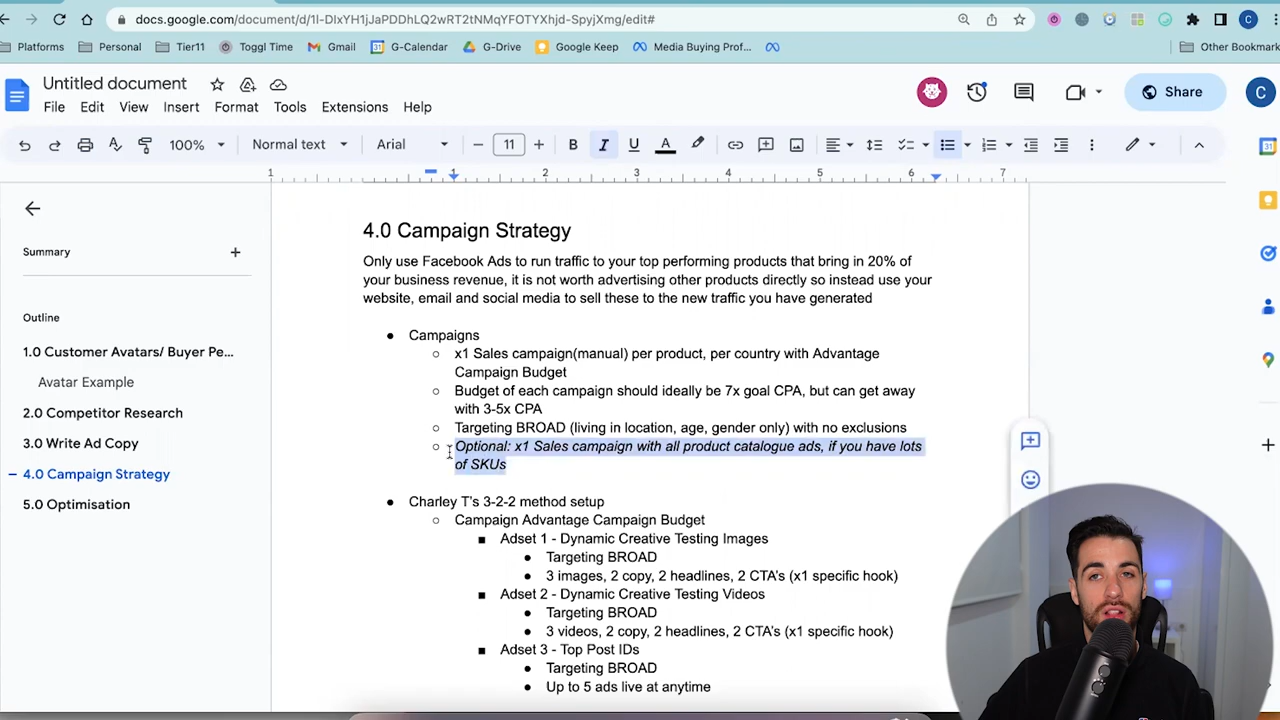 docs.google.com/document/d/1I-DIxYH1jJaPDDhLQ2wRT2tNMqYFOTYXhjd-SpyjXmg/edit#
Platforms Personal Tier11 Toggl Time Gmail G-Calendar G-Drive Google Keep Media Buying Prof... Other Bookmark
Untitled document
File Edit View Insert Format Tools Extensions Help
Share
C
100% Normal text Arial 11
1 1 2 3 4 5 6 7
Summary
Outline
1.0 Customer Avatars/ Buyer Pe...
Avatar Example
2.0 Competitor Research
3.0 Write Ad Copy
4.0 Campaign Strategy
5.0 Optimisation
4.0 Campaign Strategy
Only use Facebook Ads to run traffic to your top performing products that bring in 20% of
your business revenue, it is not worth advertising other products directly so instead use your
website, email and social media to sell these to the new traffic you have generated
● Campaigns
○ x1 Sales campaign(manual) per product, per country with Advantage
Campaign Budget
○ Budget of each campaign should ideally be 7x goal CPA, but can get away
with 3-5x CPA
○ Targeting BROAD (living in location, age, gender only) with no exclusions
○ Optional: x1 Sales campaign with all product catalogue ads, if you have lots
of SKUs
● Charley T's 3-2-2 method setup
○ Campaign Advantage Campaign Budget
■ Adset 1 - Dynamic Creative Testing Images
● Targeting BROAD
● 3 images, 2 copy, 2 headlines, 2 CTA's (x1 specific hook)
■ Adset 2 - Dynamic Creative Testing Videos
● Targeting BROAD
● 3 videos, 2 copy, 2 headlines, 2 CTA's (x1 specific hook)
■ Adset 3 - Top Post IDs
● Targeting BROAD
● Up to 5 ads live at anytime